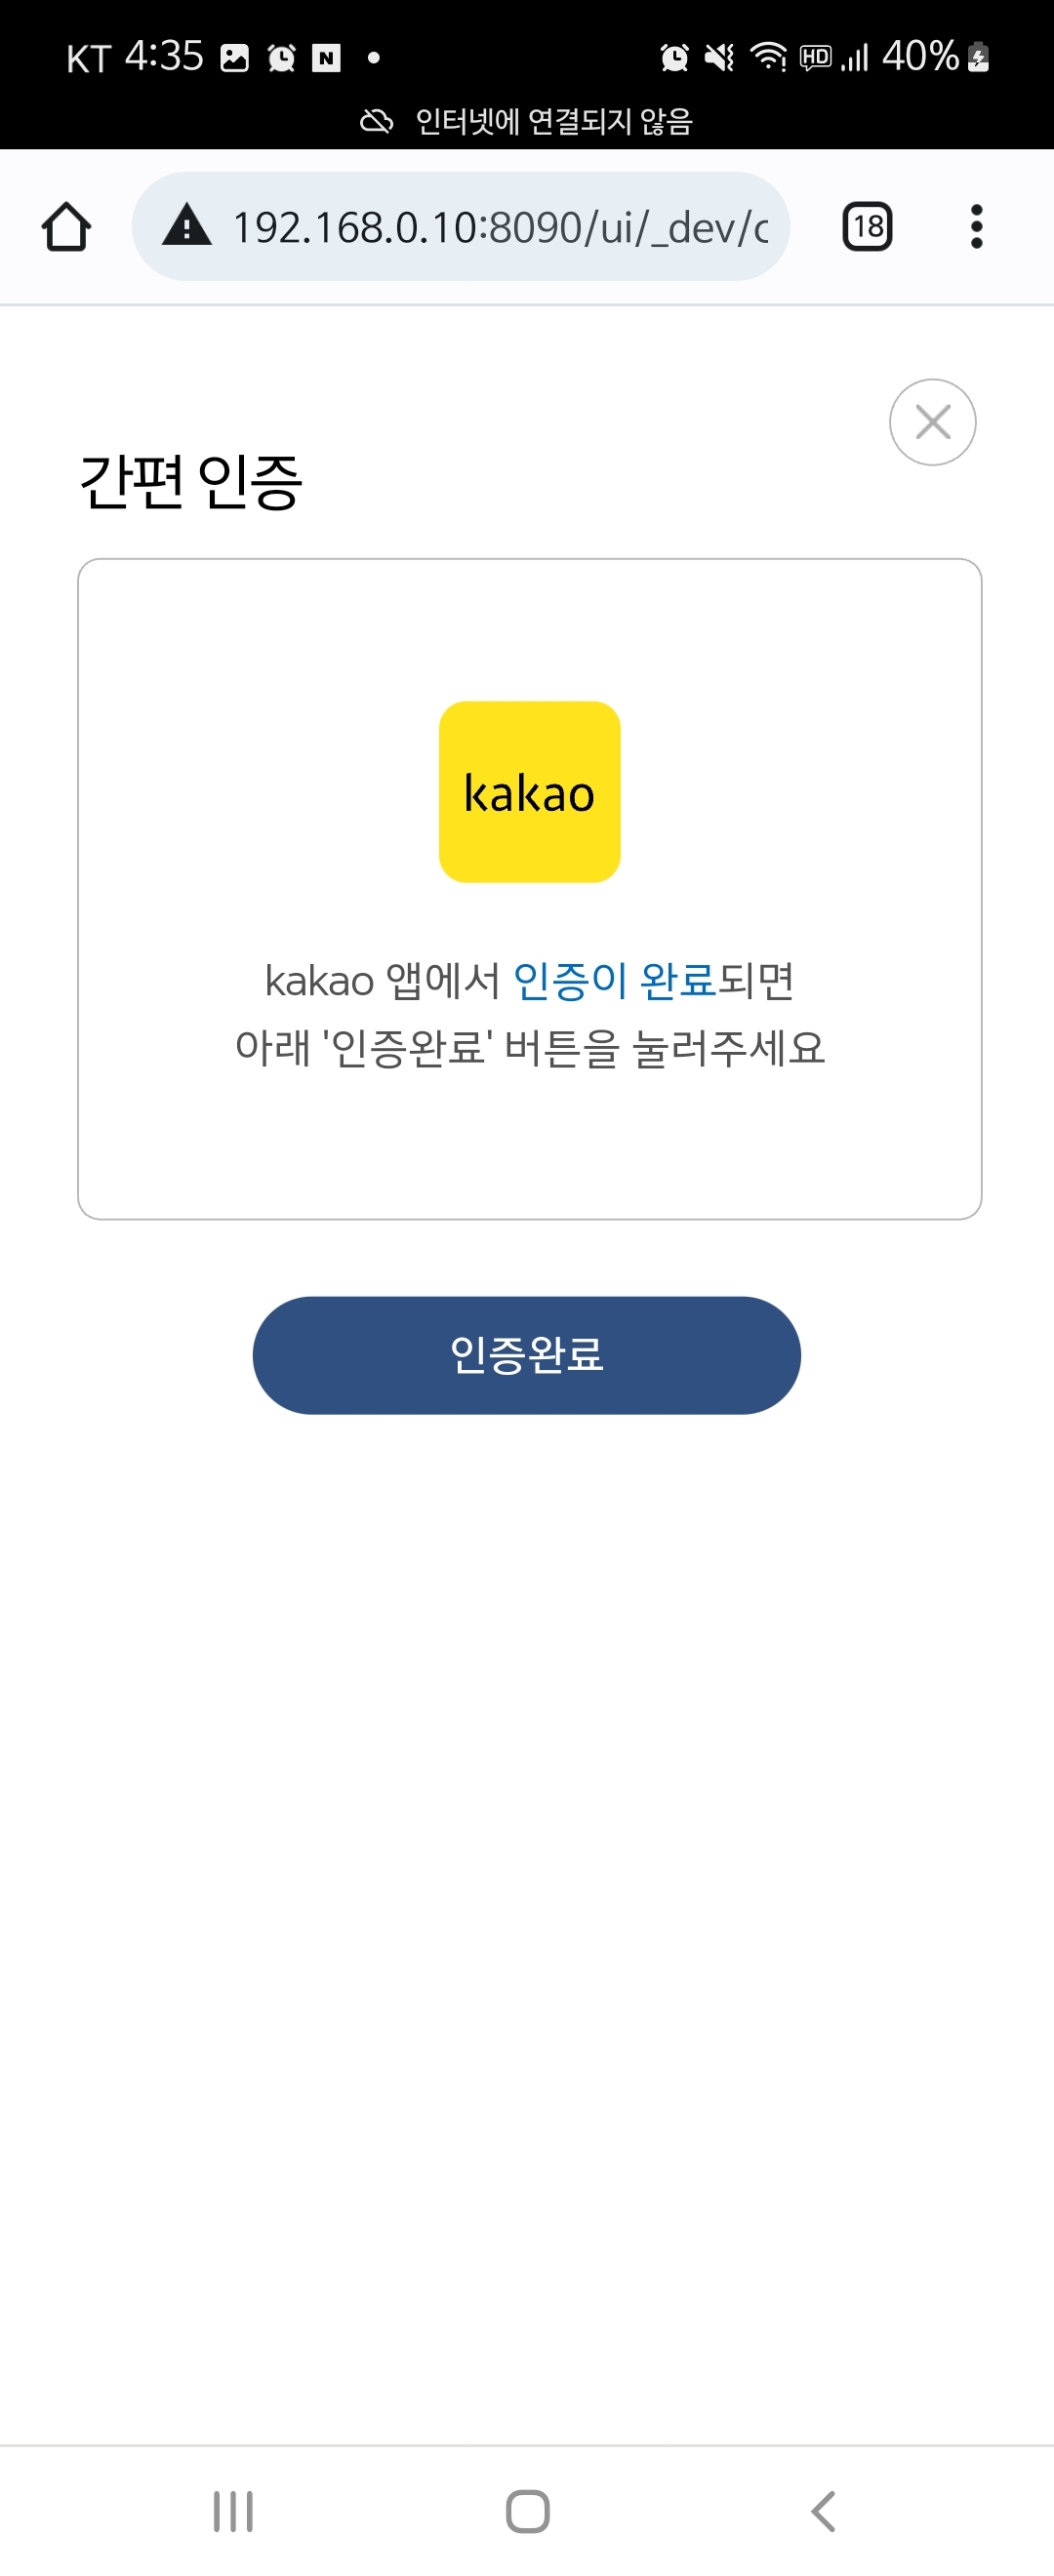 KT 4:35 N HD 40%
인터넷에 연결되지 않음
192.168.0.10:8090/ui/_dev/c
18
간편 인증
kakao
kakao 앱에서 인증이 완료되면
아래 '인증완료' 버튼을 눌러주세요
인증완료